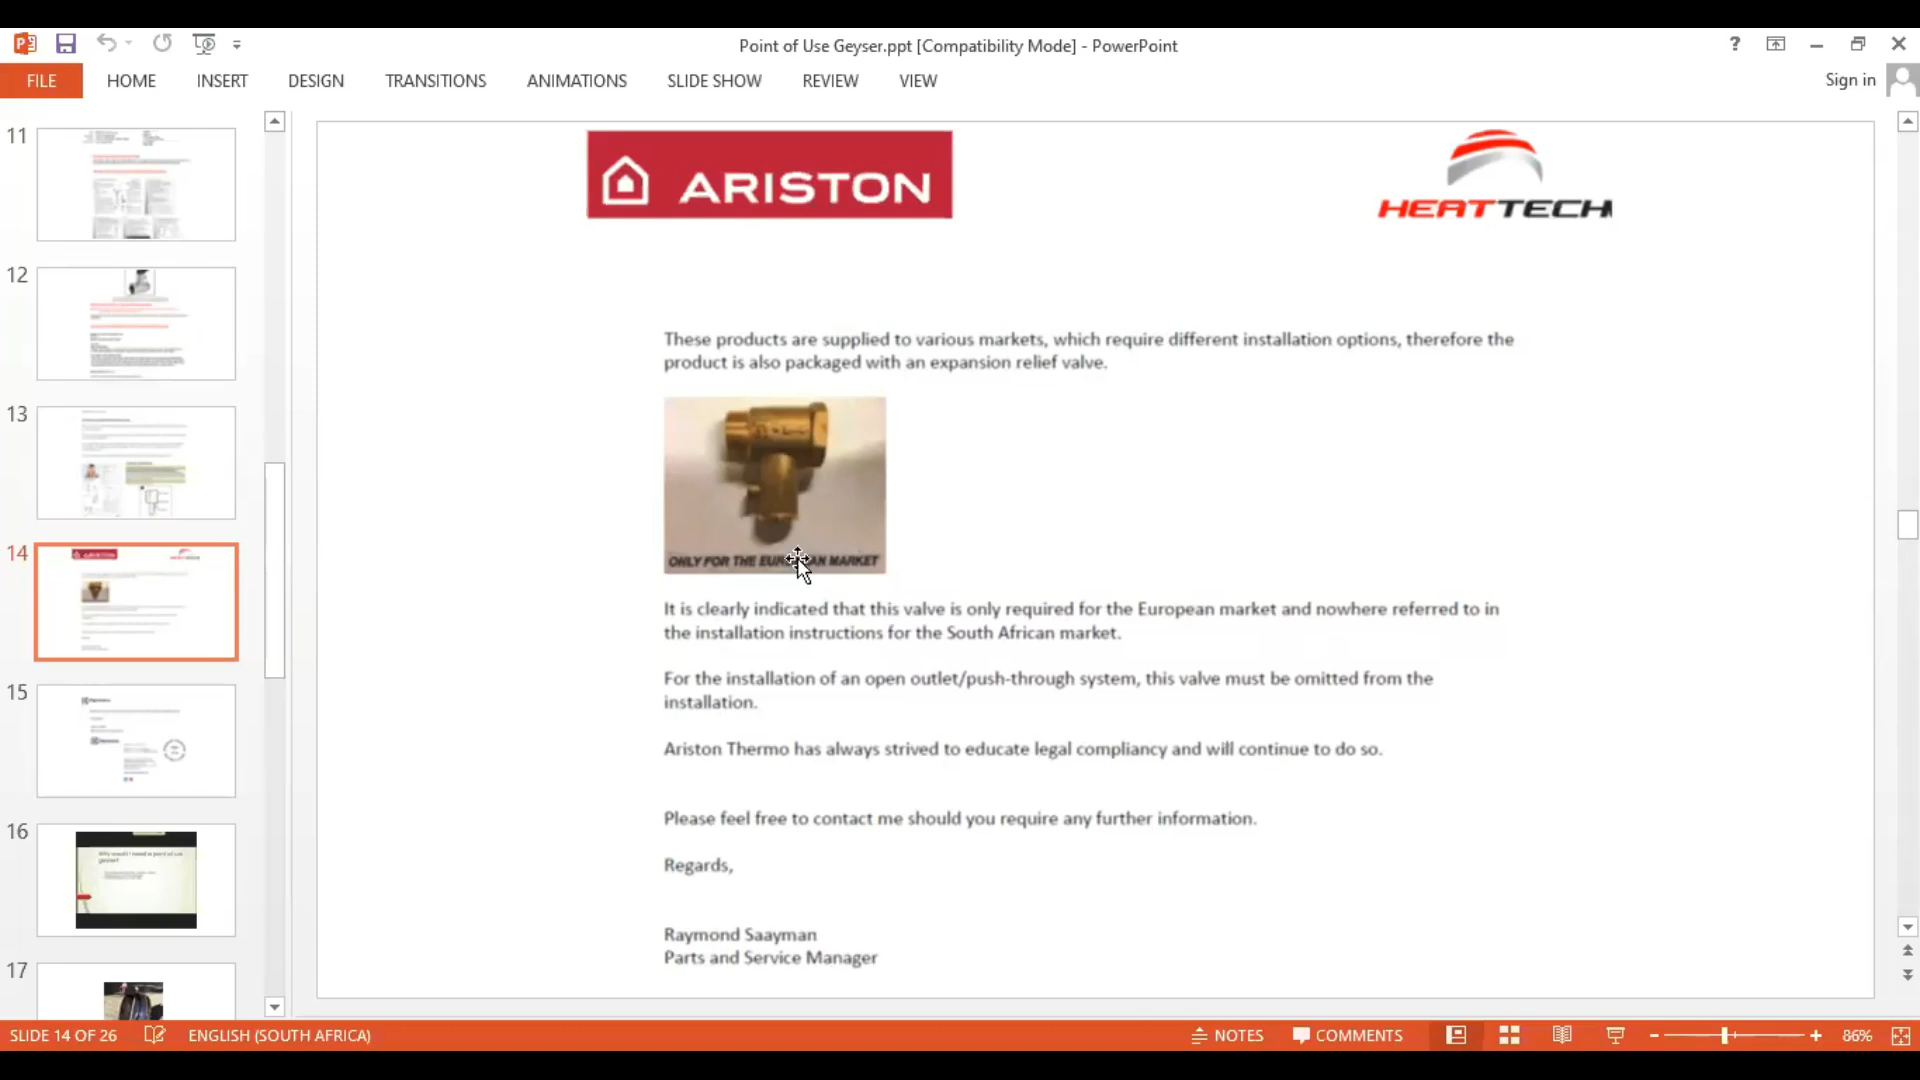 Point of Use Geyser.ppt [Compatibility Mode] - PowerPoint
FILE HOME INSERT DESIGN TRANSITIONS ANIMATIONS SLIDE SHOW REVIEW VIEW
Sign in
11
12
13
14
15
16
17
ARISTON
HEATTECH
These products are supplied to various markets, which require different installation options, therefore the
product is also packaged with an expansion relief valve.
ONLY FOR THE EUROPEAN MARKET
It is clearly indicated that this valve is only required for the European market and nowhere referred to in
the installation instructions for the South African market.
For the installation of an open outlet/push-through system, this valve must be omitted from the
installation.
Ariston Thermo has always strived to educate legal compliancy and will continue to do so.
Please feel free to contact me should you require any further information.
Regards,
Raymond Saayman
Parts and Service Manager
SLIDE 14 OF 26 ENGLISH (SOUTH AFRICA) NOTES COMMENTS 86%